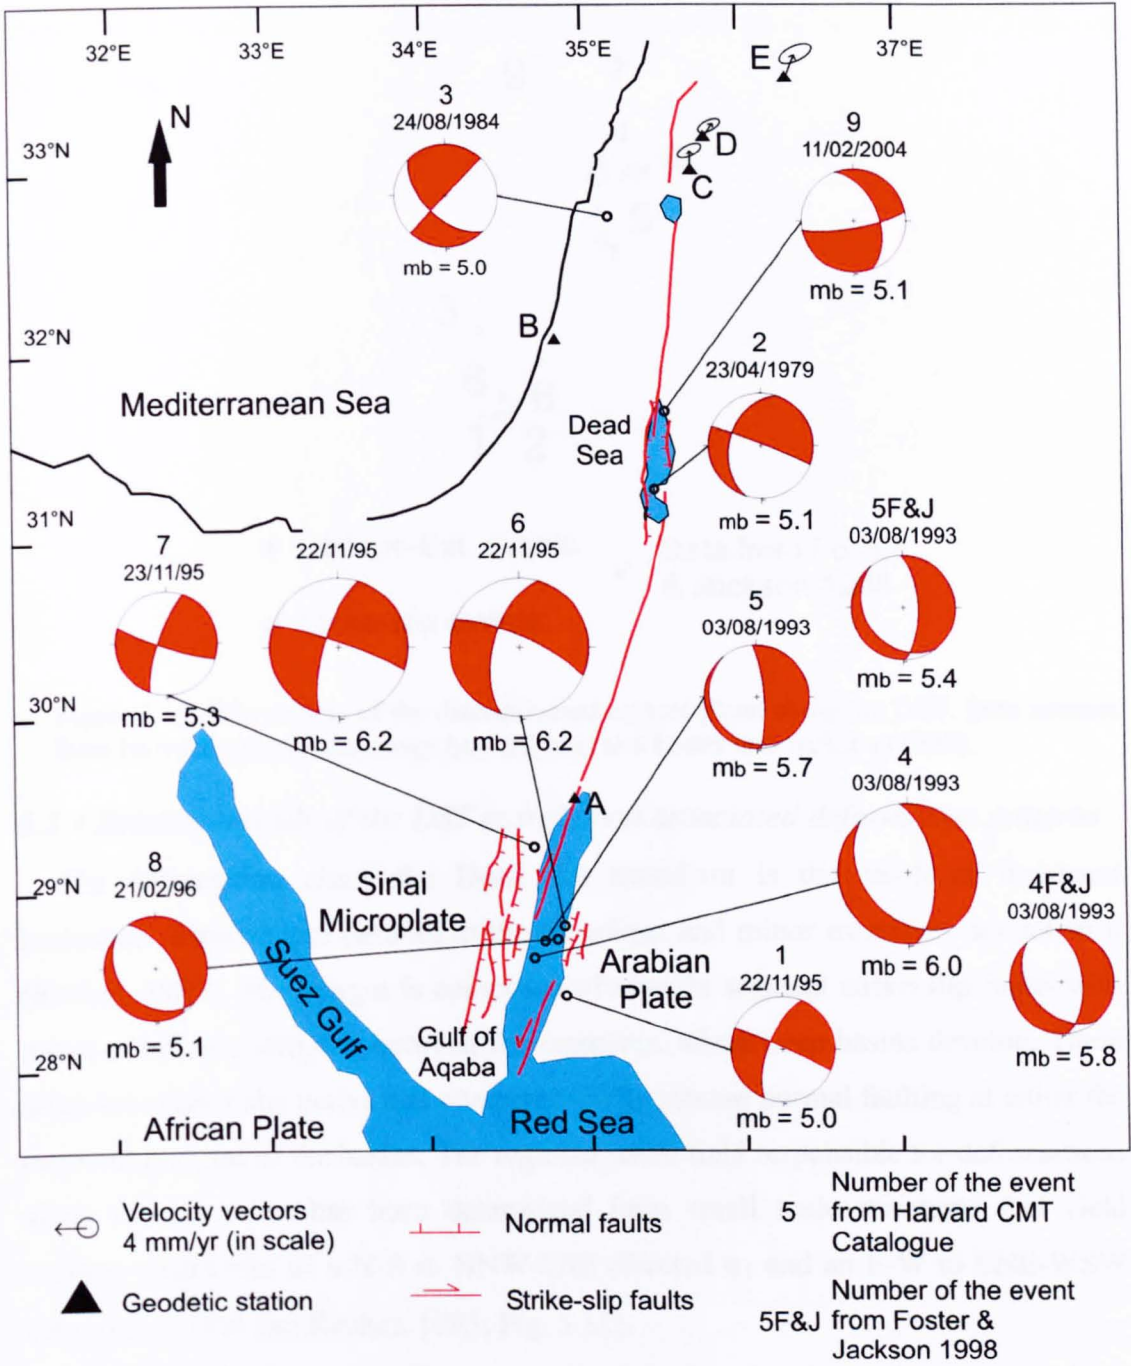 32°E
33°E
34°E
35°E
37°E
E
N
3
24/08/1984
mb = 5.0
33°N
D
C
9
11/02/2004
mb = 5.1
32°N
B
2
23/04/1979
mb = 5.1
Mediterranean Sea
Dead
Sea
31°N
7
23/11/95
mb = 5.3
6
22/11/95
mb = 6.2
22/11/95
mb = 6.2
5F&J
03/08/1993
mb = 5.4
5
03/08/1993
mb = 5.7
30°N
4
03/08/1993
mb = 6.0
A
29°N
8
21/02/96
mb = 5.1
Sinai
Microplate
Suez Gulf
Arabian
Plate
4F&J
03/08/1993
mb = 5.8
1
22/11/95
mb = 5.0
Gulf of
Aqaba
28°N
African Plate
Red Sea
Velocity vectors
4 mm/yr (in scale)
Geodetic station
Normal faults
Strike-slip faults
Number of the event
5 from Harvard CMT
Catalogue
Number of the event
5F&J from Foster &
Jackson 1998